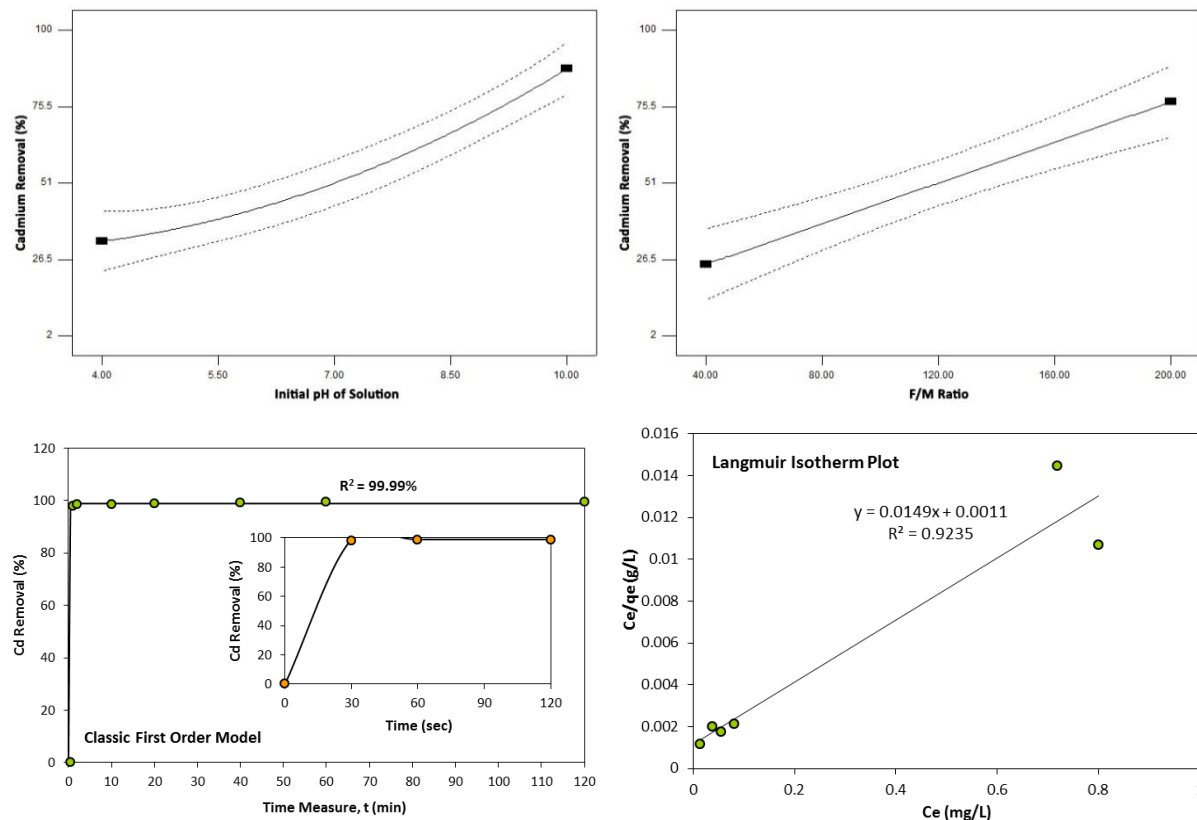 Cadmium Removal (%)
100
75.5
51
26.5
2
4.00 5.50 7.00 8.50 10.00
Initial pH of Solution
Cadmium Removal (%)
100
75.5
51
26.5
2
40.00 80.00 120.00 160.00 200.00
F/M Ratio
Cd Removal (%)
120
100
80
60
40
20
0
R² = 99.99%
Cd Removal (%)
100
80
60
40
20
0
0 30 60 90 120
Time (sec)
Classic First Order Model
0 10 20 30 40 50 60 70 80 90 100 110 120
Time Measure, t (min)
Ce/qe (g/L)
0.016
0.014
0.012
0.01
0.008
0.006
0.004
0.002
0
Langmuir Isotherm Plot
y = 0.0149x + 0.0011
R² = 0.9235
0 0.2 0.4 0.6 0.8
Ce (mg/L)